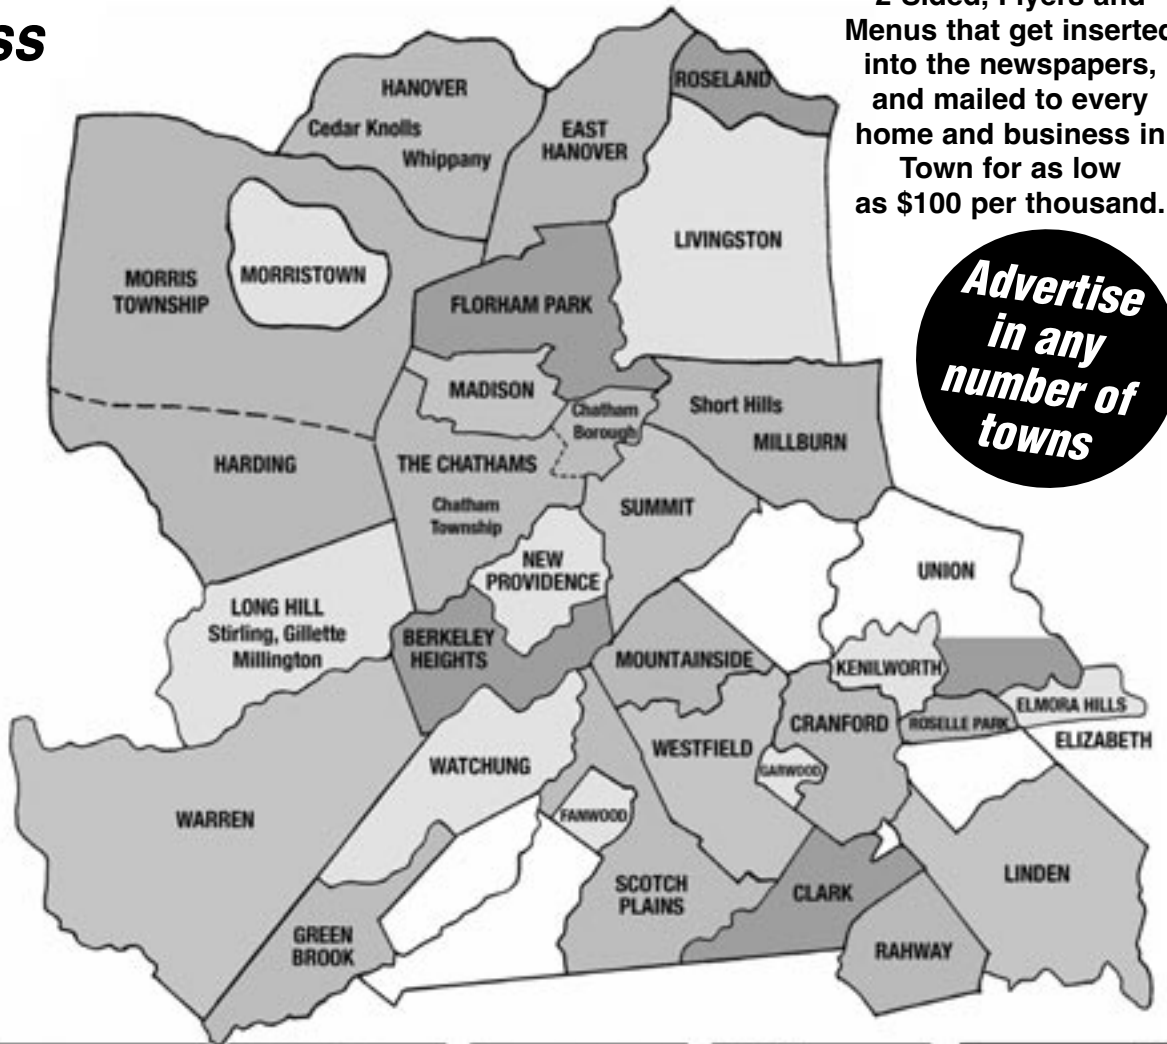 ss
2-Sided, Flyers and
Menus that get inserted
into the newspapers,
and mailed to every
home and business in
Town for as low
as $100 per thousand.
Advertise
in any
number of
towns
HANOVER
Cedar Knolls
Whippany
EAST
HANOVER
ROSELAND
LIVINGSTON
MORRIS
TOWNSHIP
MORRISTOWN
FLORHAM PARK
MADISON
Chatham
Borough
Short Hills
MILLBURN
HARDING
THE CHATHAMS
Chatham
Township
SUMMIT
NEW
PROVIDENCE
UNION
LONG HILL
Stirling, Gillette
Millington
BERKELEY
HEIGHTS
MOUNTAINSIDE
KENILWORTH
ELMORA HILLS
ROSELLE PARK
ELIZABETH
CRANFORD
WESTFIELD
GARWOOD
WATCHUNG
FANWOOD
WARREN
SCOTCH
PLAINS
CLARK
LINDEN
GREEN
BROOK
RAHWAY